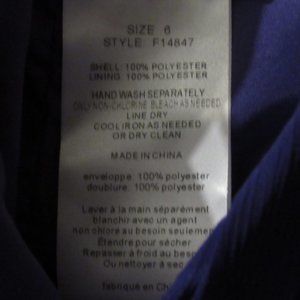 SIZE 6
STYLE: F14847
SHELL: 100% POLYESTER
LINING: 100% POLYESTER
HAND WASH SEPARATELY
ONLY NON-CHLORINE BLEACH AS NEEDED
LINE DRY
COOL IRON AS NEEDED
OR DRY CLEAN
MADE IN CHINA
enveloppe: 100% polyester
doublure: 100% polyester
Laver à la main séparément
blanchir avec un agent
non chlore au besoin seulement
Étendre pour sécher
Repasser à froid au beso
Ou nettoyer à sec
fabriqué en Ch